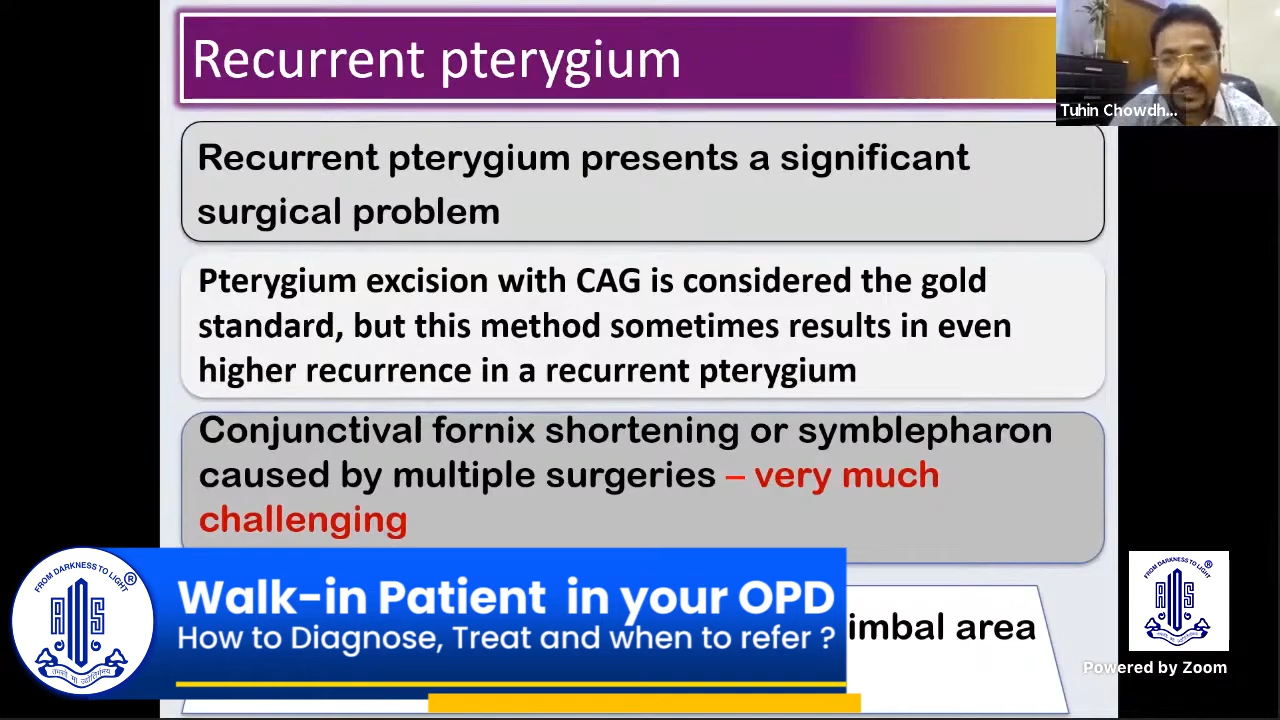 Recurrent pterygium
Tuhin Chowdh...
Recurrent pterygium presents a significant
surgical problem
Pterygium excision with CAG is considered the gold
standard, but this method sometimes results in even
higher recurrence in a recurrent pterygium
Conjunctival fornix shortening or symblepharon
caused by multiple surgeries – very much
challenging
imbal area
FROM DARKNESS TO LIGHT
®
Walk-in Patient in your OPD
How to Diagnose, Treat and when to refer ?
FROM DARKNESS TO LIGHT
®
Powered by Zoom